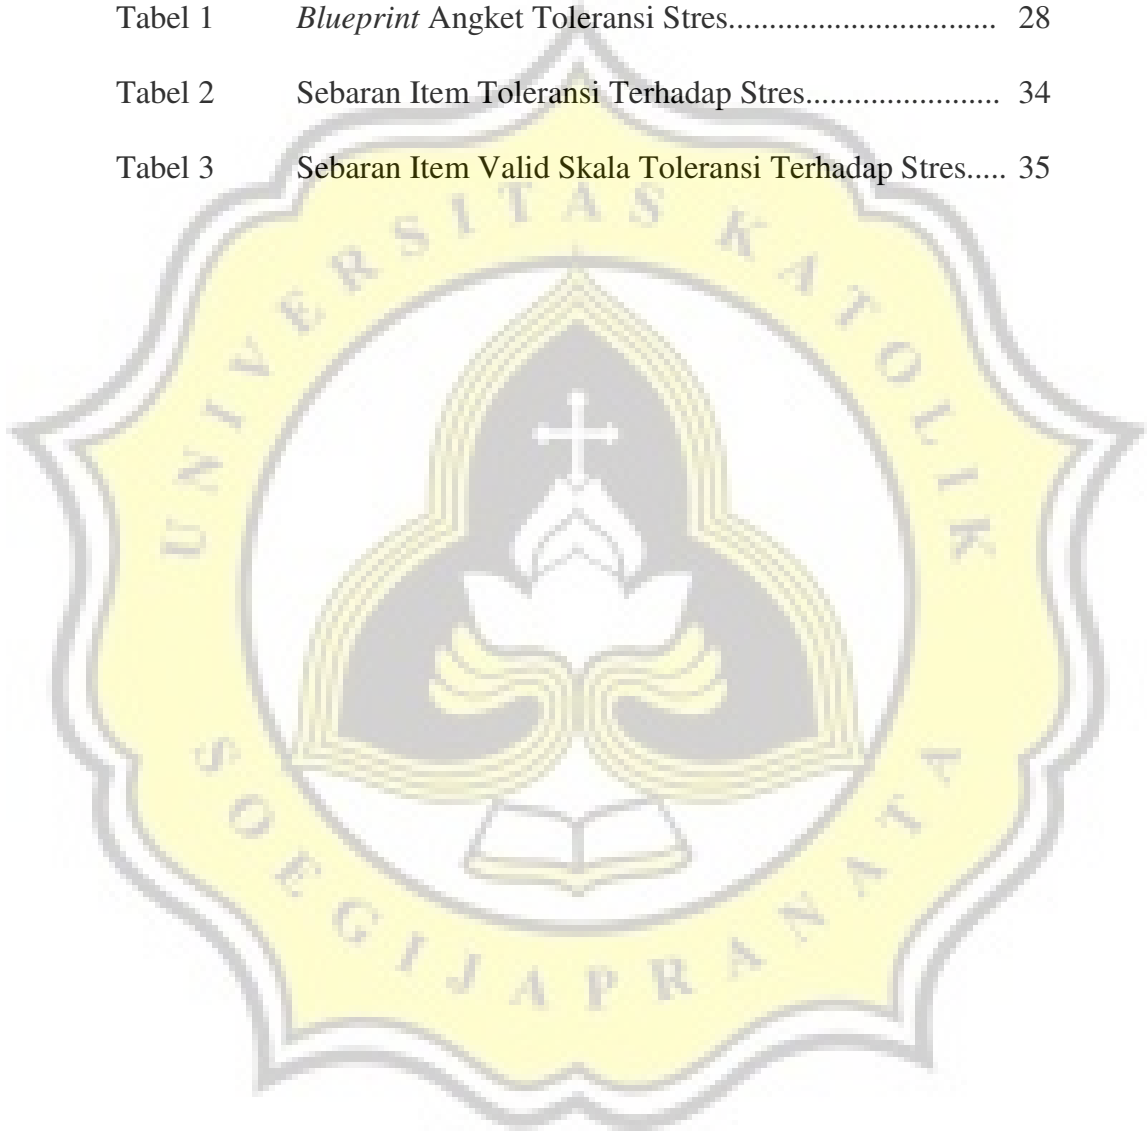 Tabel 1 Blueprint Angket Toleransi Stres................................. 28
Tabel 2 Sebaran Item Toleransi Terhadap Stres........................ 34
Tabel 3 Sebaran Item Valid Skala Toleransi Terhadap Stres..... 35
UNIVERSITAS KATOLIK
SOEGIJAPRANATA